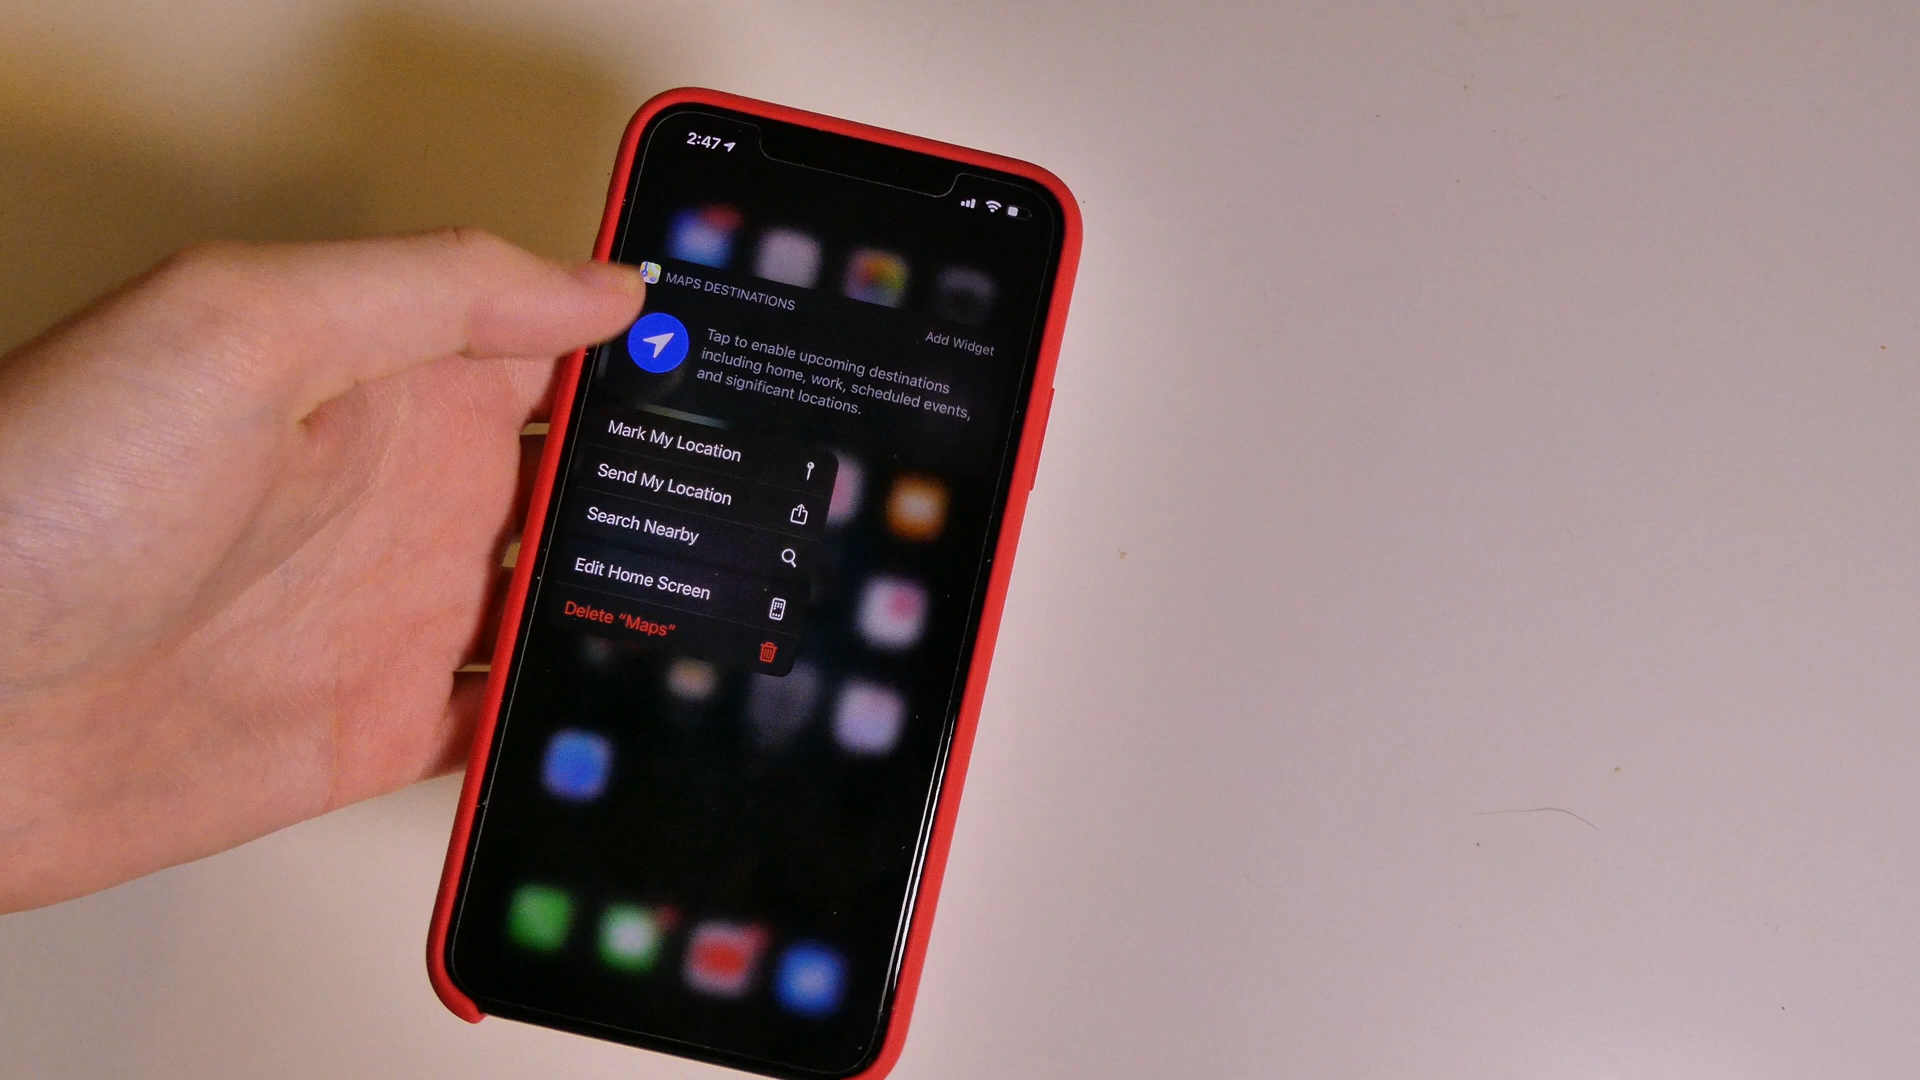 2:47
MAPS DESTINATIONS
Add Widget
Tap to enable upcoming destinations
including home, work, scheduled events,
and significant locations.
Mark My Location
Send My Location
Search Nearby
Edit Home Screen
Delete “Maps”